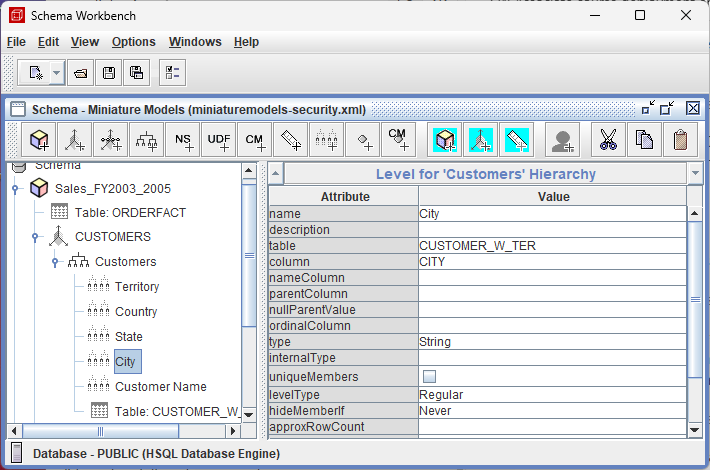 Schema Workbench
File Edit View Options Windows Help
Schema - Miniature Models (miniaturemodels-security.xml)
NS UDF CM CM
Schema
Sales_FY2003_2005
Table: ORDERFACT
CUSTOMERS
Customers
Territory
Country
State
City
Customer Name
Table: CUSTOMER_W_
Level for 'Customers' Hierarchy
Attribute Value
name City
description
table CUSTOMER_W_TER
column CITY
nameColumn
parentColumn
nullParentValue
ordinalColumn
type String
internalType
uniqueMembers
levelType Regular
hideMemberIf Never
approxRowCount
Database - PUBLIC (HSQL Database Engine)